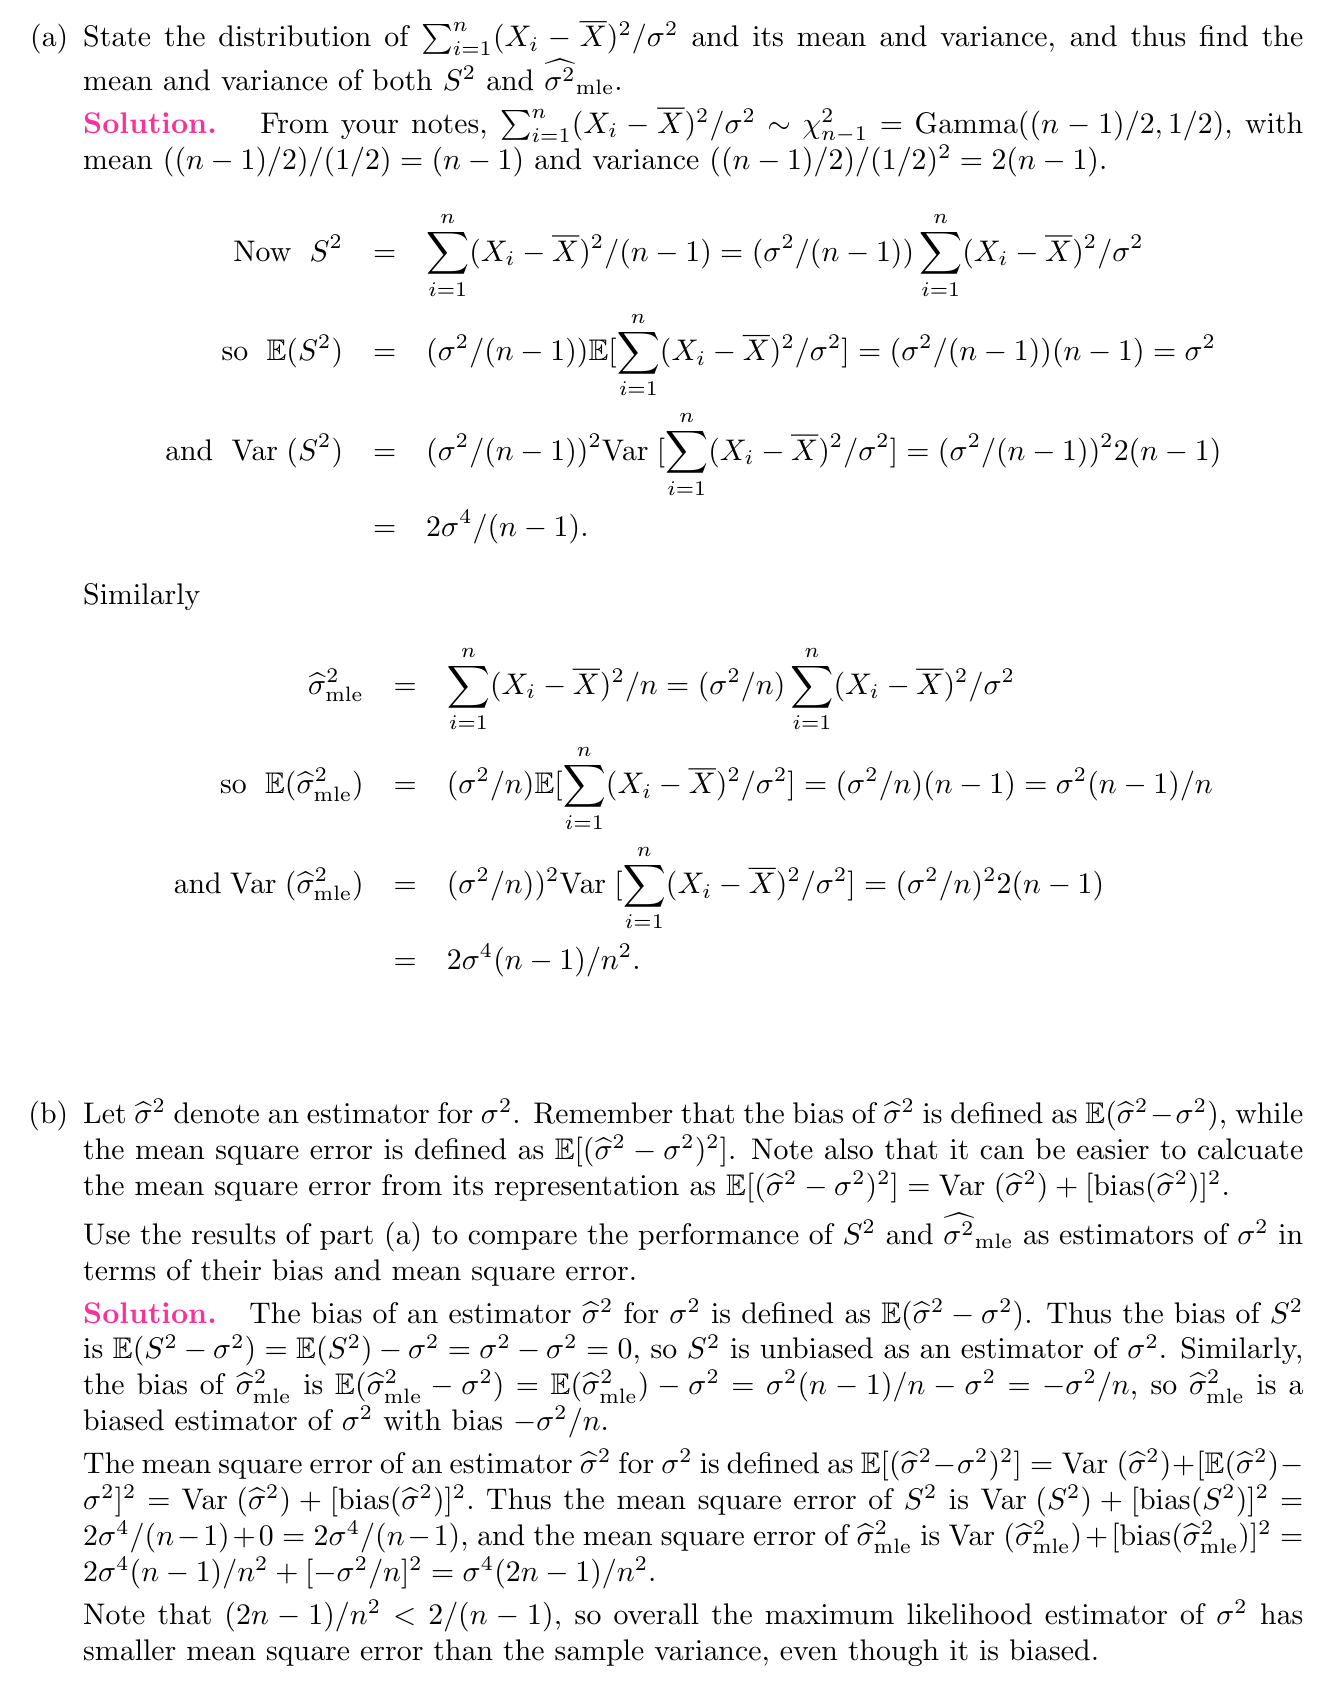 (a) State the distribution of $\sum_{i=1}^{n}(X_i - \overline{X})^2/\sigma^2$ and its mean and variance, and thus find the
mean and variance of both $S^2$ and $\widehat{\sigma^2}_{\text{mle}}$.
Solution. From your notes, $\sum_{i=1}^{n}(X_i - \overline{X})^2/\sigma^2 \sim \chi^2_{n-1} = \text{Gamma}((n-1)/2, 1/2)$, with
mean $((n-1)/2)/(1/2) = (n-1)$ and variance $((n-1)/2)/(1/2)^2 = 2(n-1)$.
Now $S^2 = \sum_{i=1}^{n}(X_i - \overline{X})^2/(n-1) = (\sigma^2/(n-1))\sum_{i=1}^{n}(X_i - \overline{X})^2/\sigma^2$
so $\mathbb{E}(S^2) = (\sigma^2/(n-1))\mathbb{E}[\sum_{i=1}^{n}(X_i - \overline{X})^2/\sigma^2] = (\sigma^2/(n-1))(n-1) = \sigma^2$
and $\text{Var}(S^2) = (\sigma^2/(n-1))^2\text{Var}[\sum_{i=1}^{n}(X_i - \overline{X})^2/\sigma^2] = (\sigma^2/(n-1))^2 2(n-1)$
$= 2\sigma^4/(n-1).$
Similarly
$\widehat{\sigma}^2_{\text{mle}} = \sum_{i=1}^{n}(X_i - \overline{X})^2/n = (\sigma^2/n)\sum_{i=1}^{n}(X_i - \overline{X})^2/\sigma^2$
so $\mathbb{E}(\widehat{\sigma}^2_{\text{mle}}) = (\sigma^2/n)\mathbb{E}[\sum_{i=1}^{n}(X_i - \overline{X})^2/\sigma^2] = (\sigma^2/n)(n-1) = \sigma^2(n-1)/n$
and $\text{Var}(\widehat{\sigma}^2_{\text{mle}}) = (\sigma^2/n))^2\text{Var}[\sum_{i=1}^{n}(X_i - \overline{X})^2/\sigma^2] = (\sigma^2/n)^2 2(n-1)$
$= 2\sigma^4(n-1)/n^2.$
(b) Let $\widehat{\sigma}^2$ denote an estimator for $\sigma^2$. Remember that the bias of $\widehat{\sigma}^2$ is defined as $\mathbb{E}(\widehat{\sigma}^2 - \sigma^2)$, while
the mean square error is defined as $\mathbb{E}[(\widehat{\sigma}^2 - \sigma^2)^2]$. Note also that it can be easier to calcuate
the mean square error from its representation as $\mathbb{E}[(\widehat{\sigma}^2 - \sigma^2)^2] = \text{Var}(\widehat{\sigma}^2) + [\text{bias}(\widehat{\sigma}^2)]^2$.
Use the results of part (a) to compare the performance of $S^2$ and $\widehat{\sigma^2}_{\text{mle}}$ as estimators of $\sigma^2$ in
terms of their bias and mean square error.
Solution. The bias of an estimator $\widehat{\sigma}^2$ for $\sigma^2$ is defined as $\mathbb{E}(\widehat{\sigma}^2 - \sigma^2)$. Thus the bias of $S^2$
is $\mathbb{E}(S^2 - \sigma^2) = \mathbb{E}(S^2) - \sigma^2 = \sigma^2 - \sigma^2 = 0$, so $S^2$ is unbiased as an estimator of $\sigma^2$. Similarly,
the bias of $\widehat{\sigma}^2_{\text{mle}}$ is $\mathbb{E}(\widehat{\sigma}^2_{\text{mle}} - \sigma^2) = \mathbb{E}(\widehat{\sigma}^2_{\text{mle}}) - \sigma^2 = \sigma^2(n-1)/n - \sigma^2 = -\sigma^2/n$, so $\widehat{\sigma}^2_{\text{mle}}$ is a
biased estimator of $\sigma^2$ with bias $-\sigma^2/n$.
The mean square error of an estimator $\widehat{\sigma}^2$ for $\sigma^2$ is defined as $\mathbb{E}[(\widehat{\sigma}^2 - \sigma^2)^2] = \text{Var}(\widehat{\sigma}^2) + [\mathbb{E}(\widehat{\sigma}^2) -$
$\sigma^2]^2 = \text{Var}(\widehat{\sigma}^2) + [\text{bias}(\widehat{\sigma}^2)]^2$. Thus the mean square error of $S^2$ is $\text{Var}(S^2) + [\text{bias}(S^2)]^2 =$
$2\sigma^4/(n-1) + 0 = 2\sigma^4/(n-1)$, and the mean square error of $\widehat{\sigma}^2_{\text{mle}}$ is $\text{Var}(\widehat{\sigma}^2_{\text{mle}}) + [\text{bias}(\widehat{\sigma}^2_{\text{mle}})]^2 =$
$2\sigma^4(n-1)/n^2 + [-\sigma^2/n]^2 = \sigma^4(2n-1)/n^2$.
Note that $(2n-1)/n^2 < 2/(n-1)$, so overall the maximum likelihood estimator of $\sigma^2$ has
smaller mean square error than the sample variance, even though it is biased.